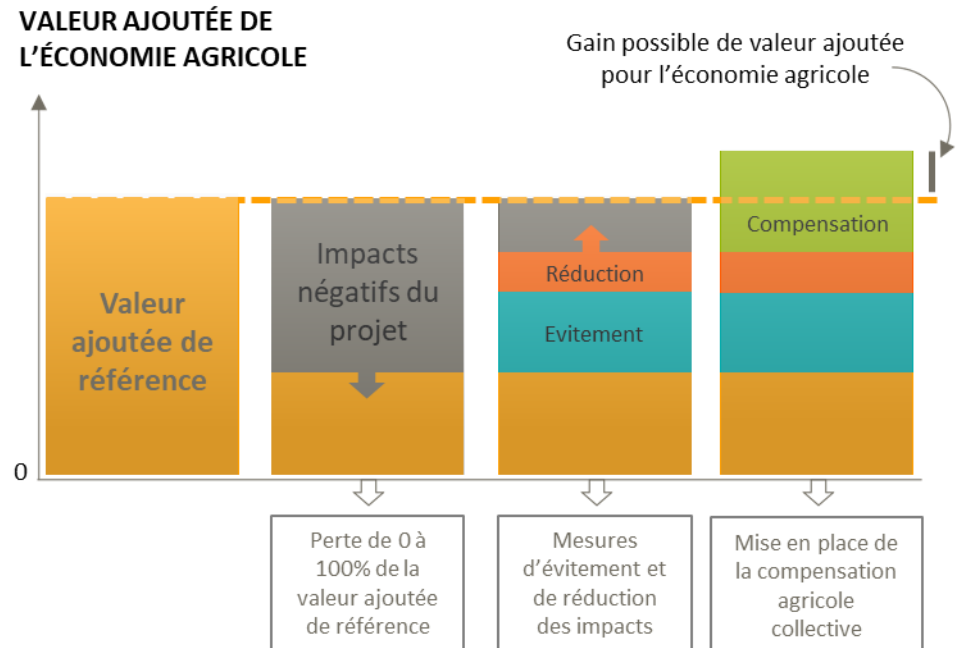 VALEUR AJOUTÉE DE
L'ÉCONOMIE AGRICOLE
Gain possible de valeur ajoutée
pour l'économie agricole
Valeur
ajoutée de
référence
Impacts
négatifs du
projet
Réduction
Evitement
Compensation
0
Perte de 0 à
100% de la
valeur ajoutée
de référence
Mesures
d'évitement et
de réduction
des impacts
Mise en place de
la compensation
agricole
collective